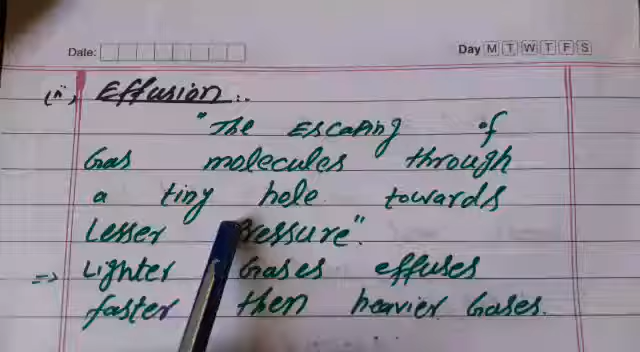 Date: Day M T W T F S
(ii) Effusion :.
"The Escaping of
Gas molecules through
a tiny hole towards
Lesser Pressure".
=> Lighter Gases effuses
faster then heavier Gases.